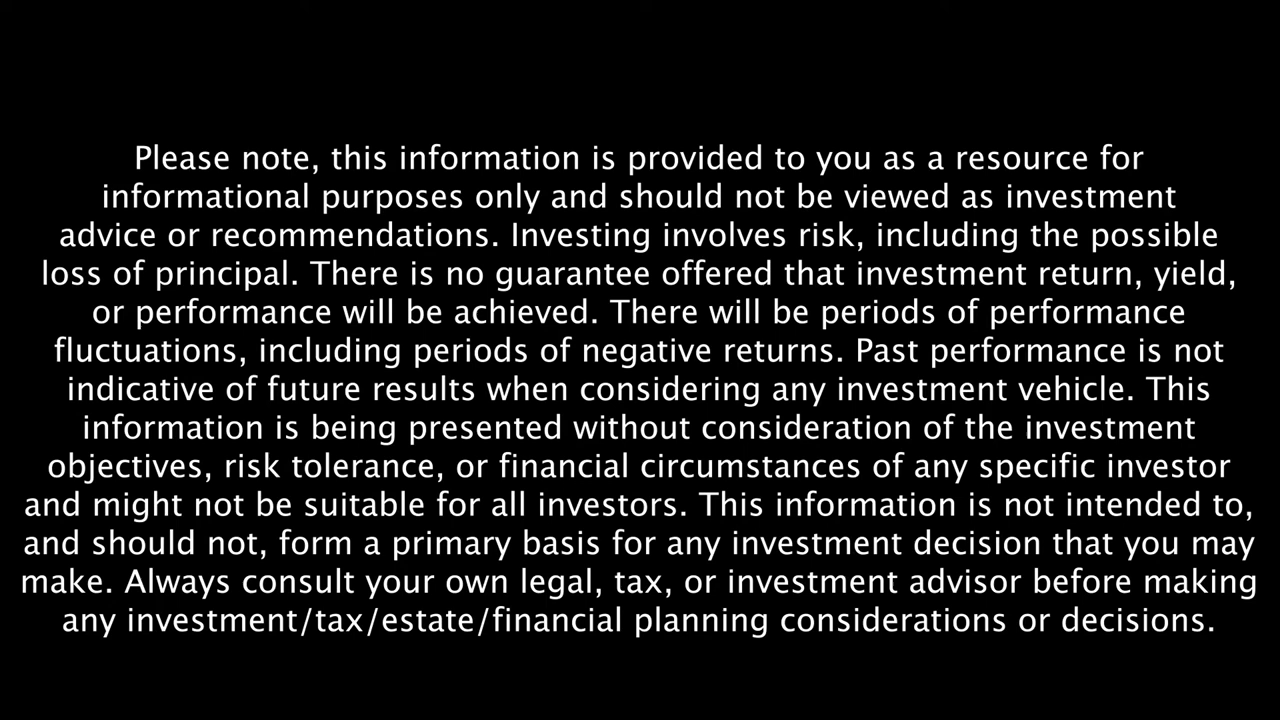 Please note, this information is provided to you as a resource for
informational purposes only and should not be viewed as investment
advice or recommendations. Investing involves risk, including the possible
loss of principal. There is no guarantee offered that investment return, yield,
or performance will be achieved. There will be periods of performance
fluctuations, including periods of negative returns. Past performance is not
indicative of future results when considering any investment vehicle. This
information is being presented without consideration of the investment
objectives, risk tolerance, or financial circumstances of any specific investor
and might not be suitable for all investors. This information is not intended to,
and should not, form a primary basis for any investment decision that you may
make. Always consult your own legal, tax, or investment advisor before making
any investment/tax/estate/financial planning considerations or decisions.